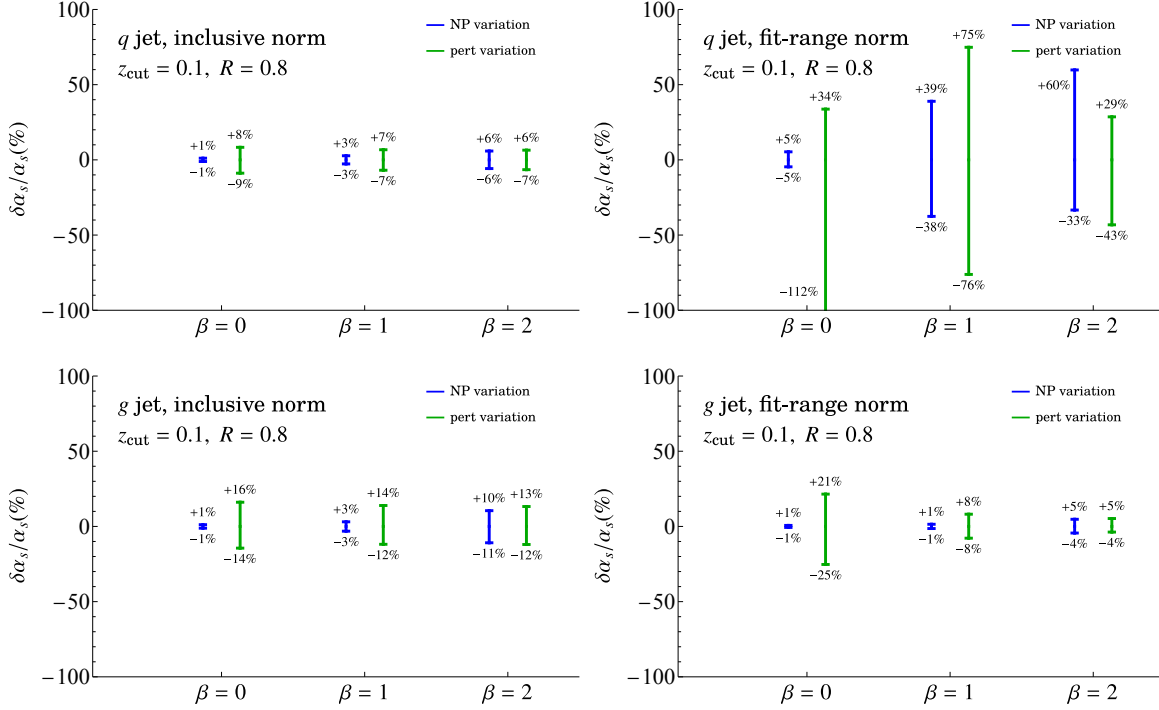 q jet, inclusive norm
z_cut = 0.1, R = 0.8
NP variation
pert variation
δα_s/α_s(%)
100
50
0
−50
−100
+1%
−1%
+8%
−9%
+3%
−3%
+7%
−7%
+6%
−6%
+6%
−7%
β = 0
β = 1
β = 2
q jet, fit-range norm
z_cut = 0.1, R = 0.8
NP variation
pert variation
δα_s/α_s(%)
100
50
0
−50
−100
+5%
−5%
+34%
−112%
+39%
−38%
+75%
−76%
+60%
−33%
+29%
−43%
β = 0
β = 1
β = 2
g jet, inclusive norm
z_cut = 0.1, R = 0.8
NP variation
pert variation
δα_s/α_s(%)
100
50
0
−50
−100
+1%
−1%
+16%
−14%
+3%
−3%
+14%
−12%
+10%
−11%
+13%
−12%
β = 0
β = 1
β = 2
g jet, fit-range norm
z_cut = 0.1, R = 0.8
NP variation
pert variation
δα_s/α_s(%)
100
50
0
−50
−100
+1%
−1%
+21%
−25%
+1%
−1%
+8%
−8%
+5%
−4%
+5%
−4%
β = 0
β = 1
β = 2